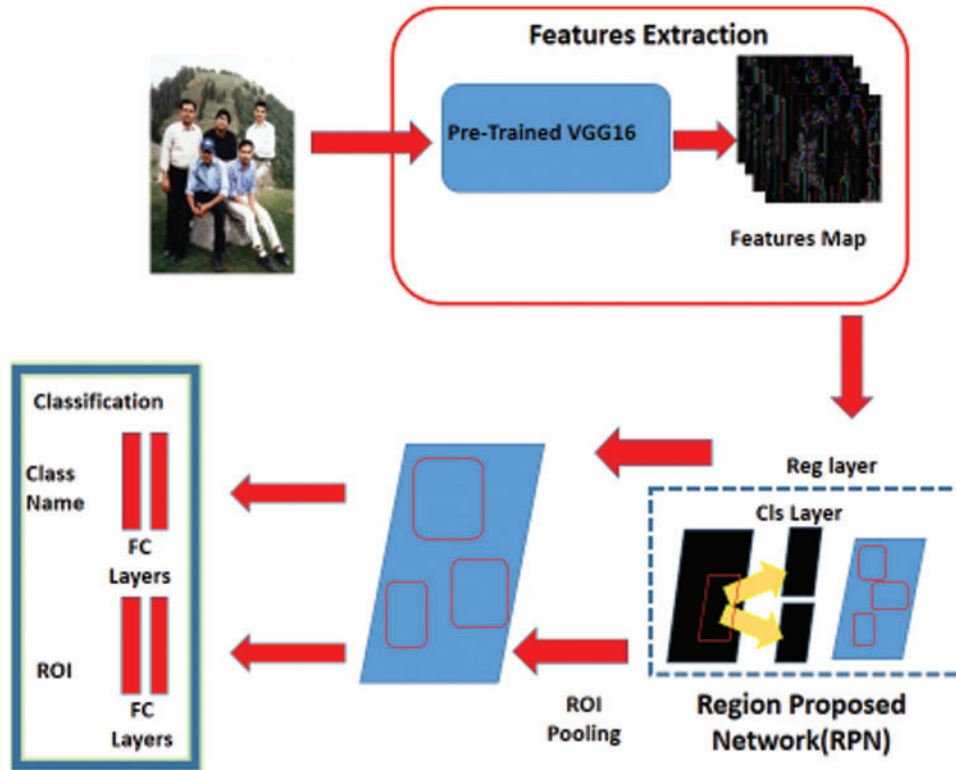 Features Extraction
Pre-Trained VGG16
Features Map
Reg layer
Cls Layer
Region Proposed
Network(RPN)
ROI
Pooling
Classification
Class
Name
FC
Layers
ROI
FC
Layers